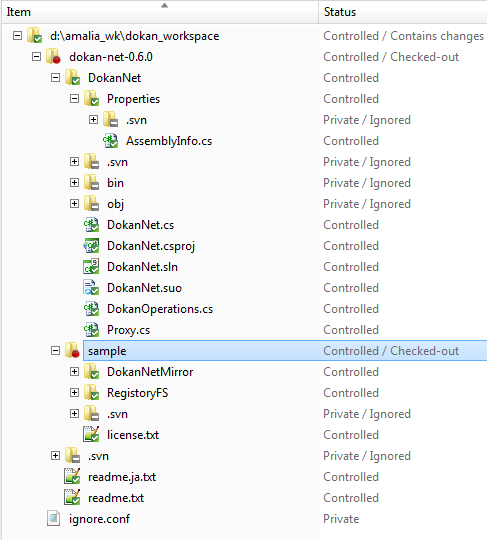 Item Status
d:\amalia_wk\dokan_workspace Controlled / Contains changes
dokan-net-0.6.0 Controlled / Checked-out
DokanNet Controlled
Properties Controlled
.svn Private / Ignored
AssemblyInfo.cs Controlled
.svn Private / Ignored
bin Private / Ignored
obj Private / Ignored
DokanNet.cs Controlled
DokanNet.csproj Controlled
DokanNet.sln Controlled
DokanNet.suo Controlled
DokanOperations.cs Controlled
Proxy.cs Controlled
sample Controlled / Checked-out
DokanNetMirror Controlled
RegistoryFS Controlled
.svn Private / Ignored
license.txt Controlled
.svn Private / Ignored
readme.ja.txt Controlled
readme.txt Controlled
ignore.conf Private